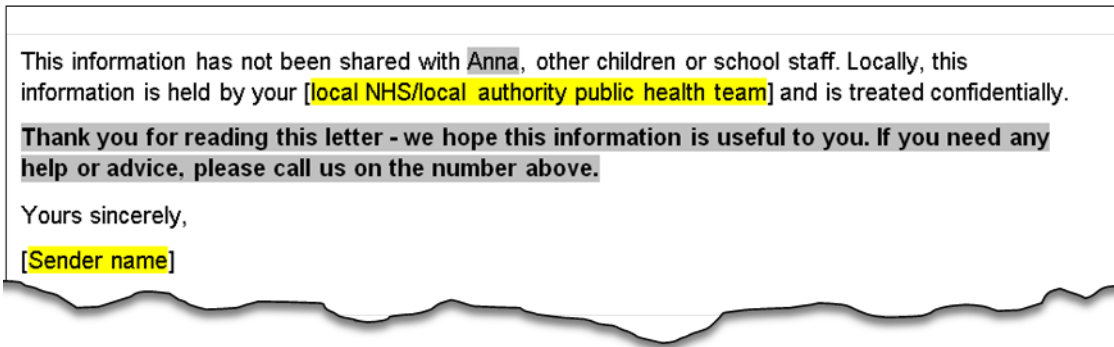 This information has not been shared with Anna, other children or school staff. Locally, this
information is held by your [local NHS/local authority public health team] and is treated confidentially.
Thank you for reading this letter - we hope this information is useful to you. If you need any
help or advice, please call us on the number above.
Yours sincerely,
[Sender name]